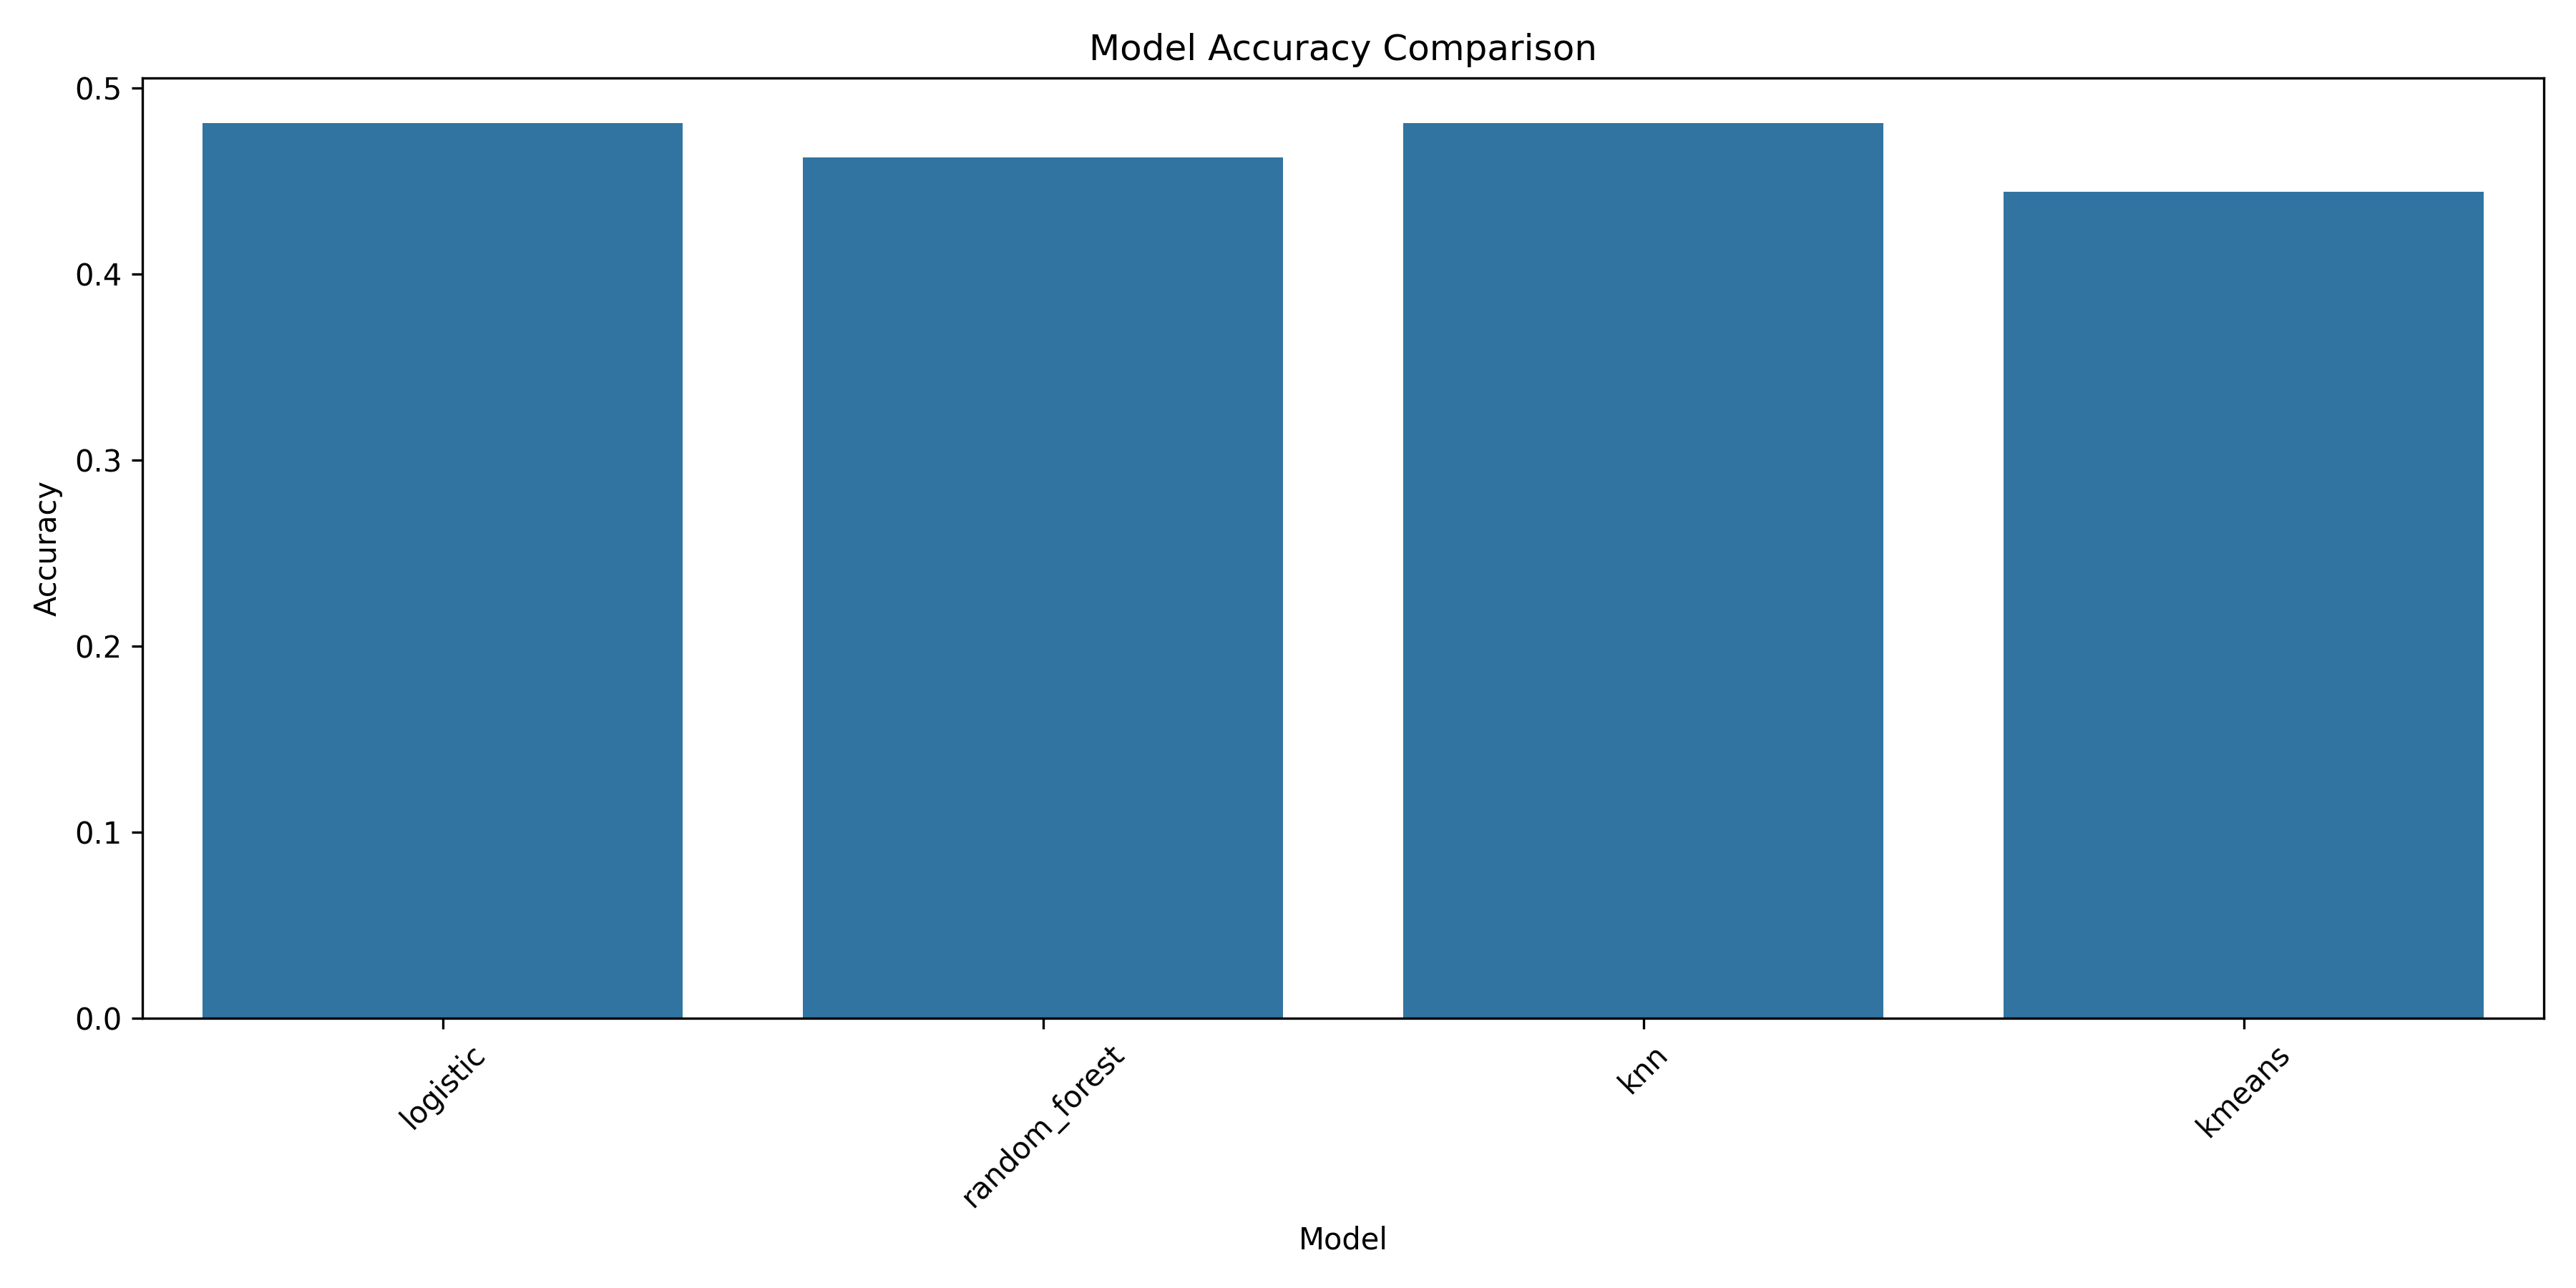 Model Accuracy Comparison
Accuracy
0.5
0.4
0.3
0.2
0.1
0.0
logistic
random_forest
knn
kmeans
Model